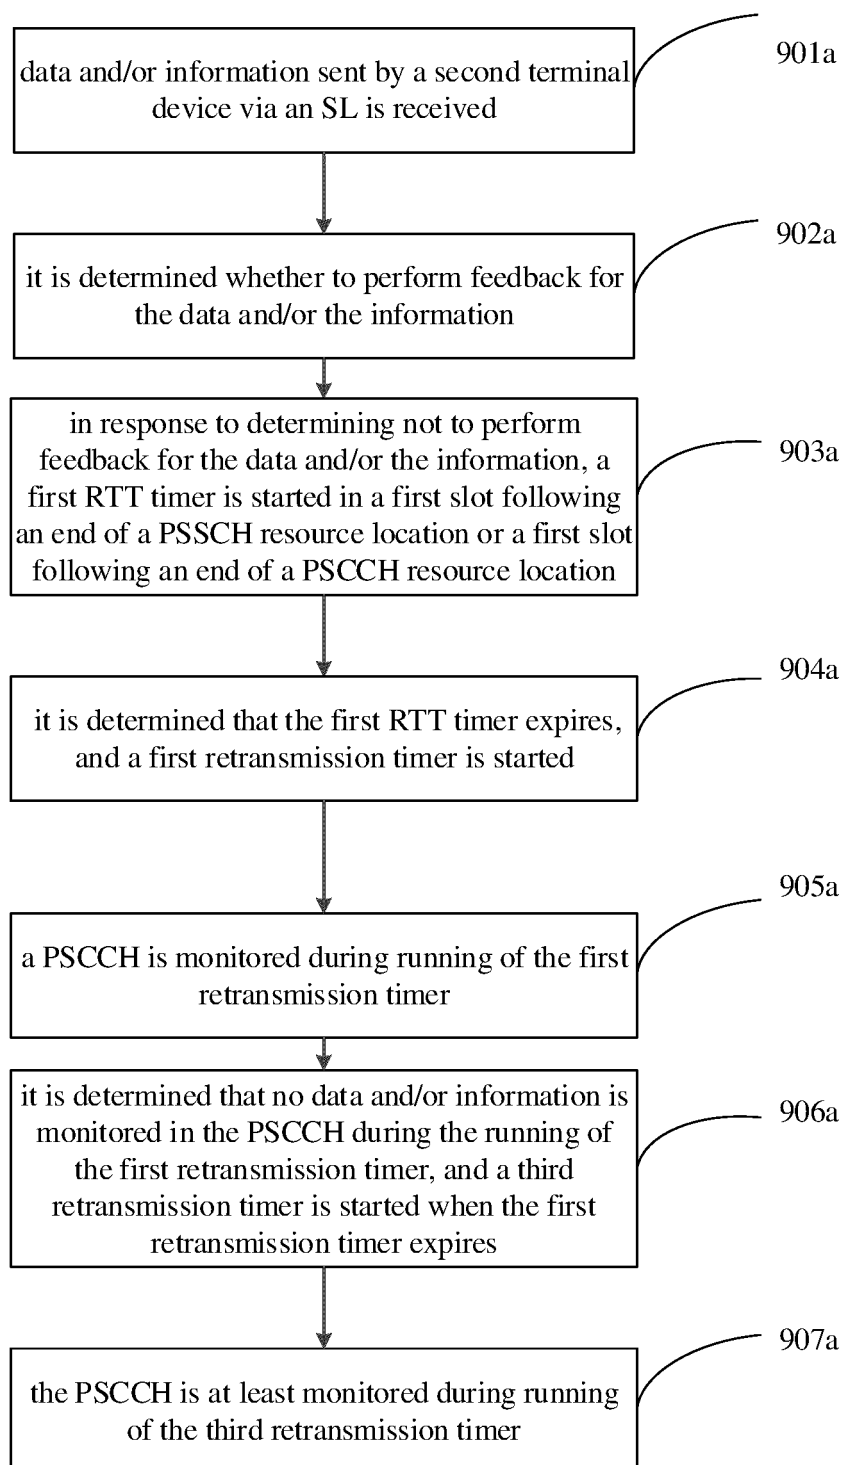 901a
data and/or information sent by a second terminal
device via an SL is received
902a
it is determined whether to perform feedback for
the data and/or the information
903a
in response to determining not to perform
feedback for the data and/or the information, a
first RTT timer is started in a first slot following
an end of a PSSCH resource location or a first slot
following an end of a PSCCH resource location
904a
it is determined that the first RTT timer expires,
and a first retransmission timer is started
905a
a PSCCH is monitored during running of the first
retransmission timer
906a
it is determined that no data and/or information is
monitored in the PSCCH during the running of
the first retransmission timer, and a third
retransmission timer is started when the first
retransmission timer expires
907a
the PSCCH is at least monitored during running
of the third retransmission timer